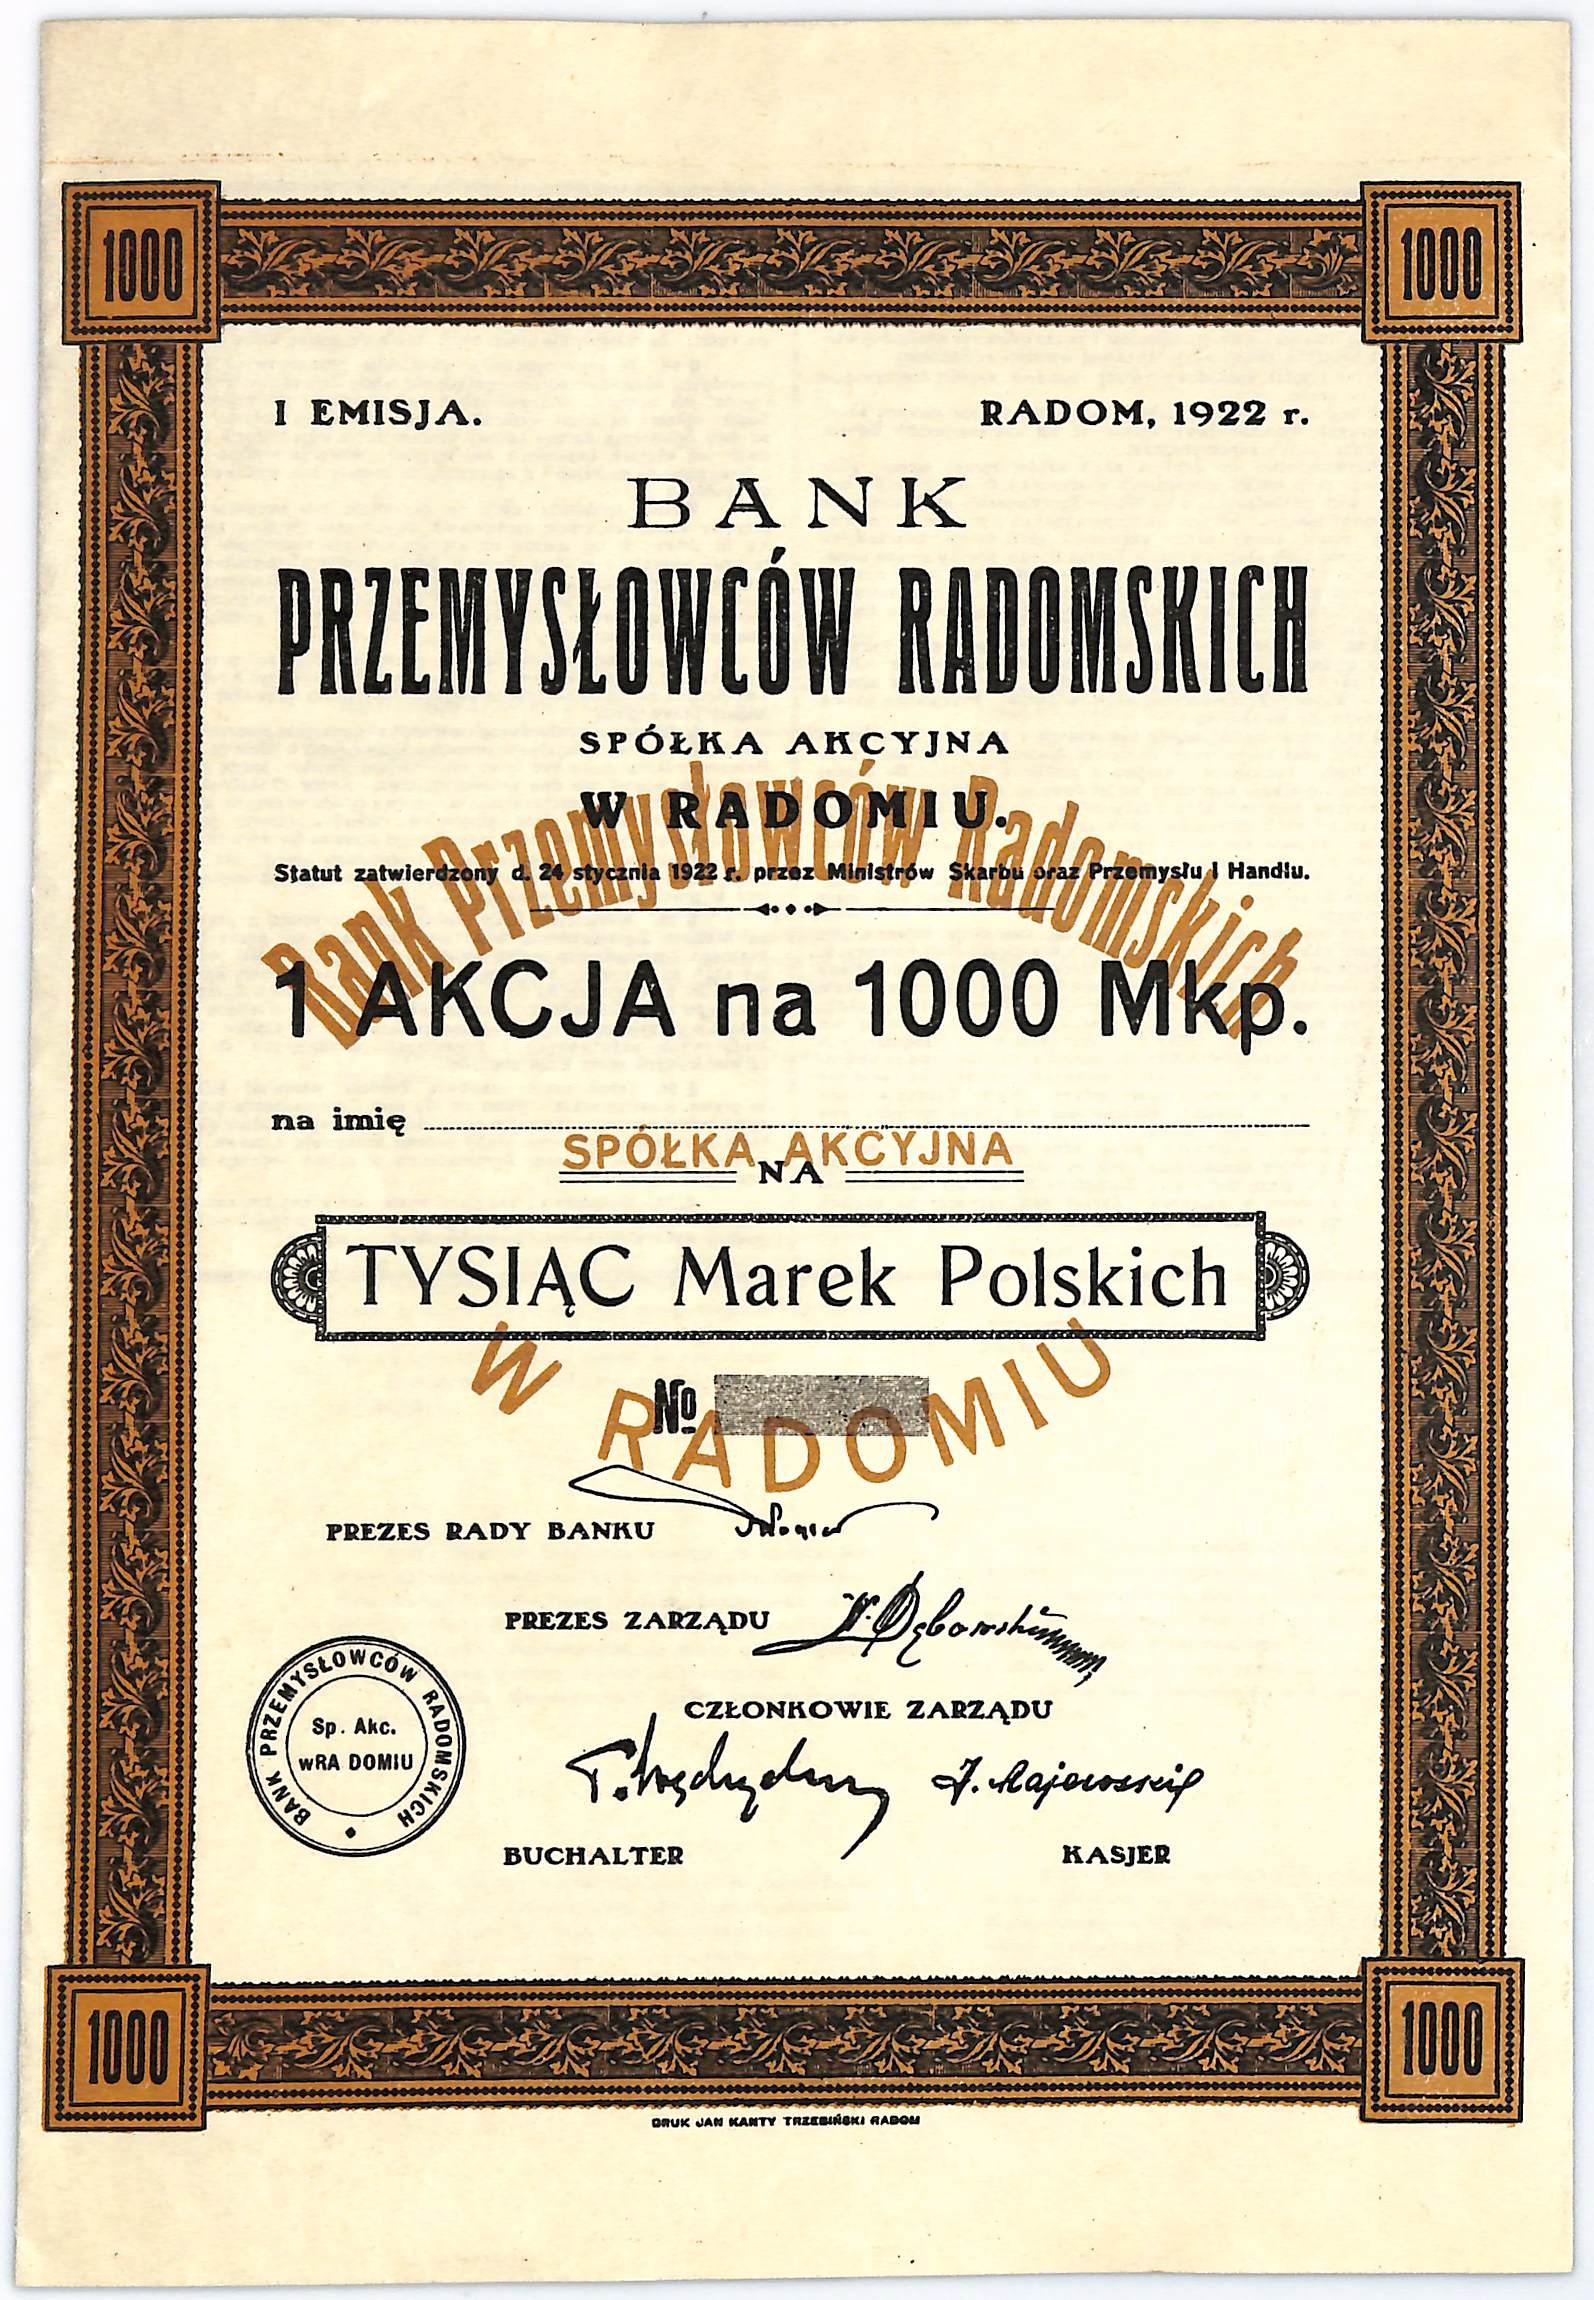 1000
1000
I EMISJA.
RADOM, 1922 r.
BANK
PRZEMYSŁOWCÓW RADOMSKICH
SPÓŁKA AKCYJNA
W RADOMIU.
Bank Przemysłowców Radomskich
Statut zatwierdzony d. 24 stycznia 1922 r. przez Ministrów Skarbu oraz Przemysłu i Handlu.
1 AKCJA na 1000 Mkp.
na imię
SPÓŁKA AKCYJNA
NA
TYSIĄC Marek Polskich
W RADOMIU
No
PREZES RADY BANKU
PREZES ZARZĄDU
CZŁONKOWIE ZARZĄDU
BANK PRZEMYSŁOWCÓW RADOMSKICH
Sp. Akc.
wRA DOMIU
BUCHALTER
KASJER
1000
1000
DRUK JAN KANTY TRZEBIŃSKI RADOM